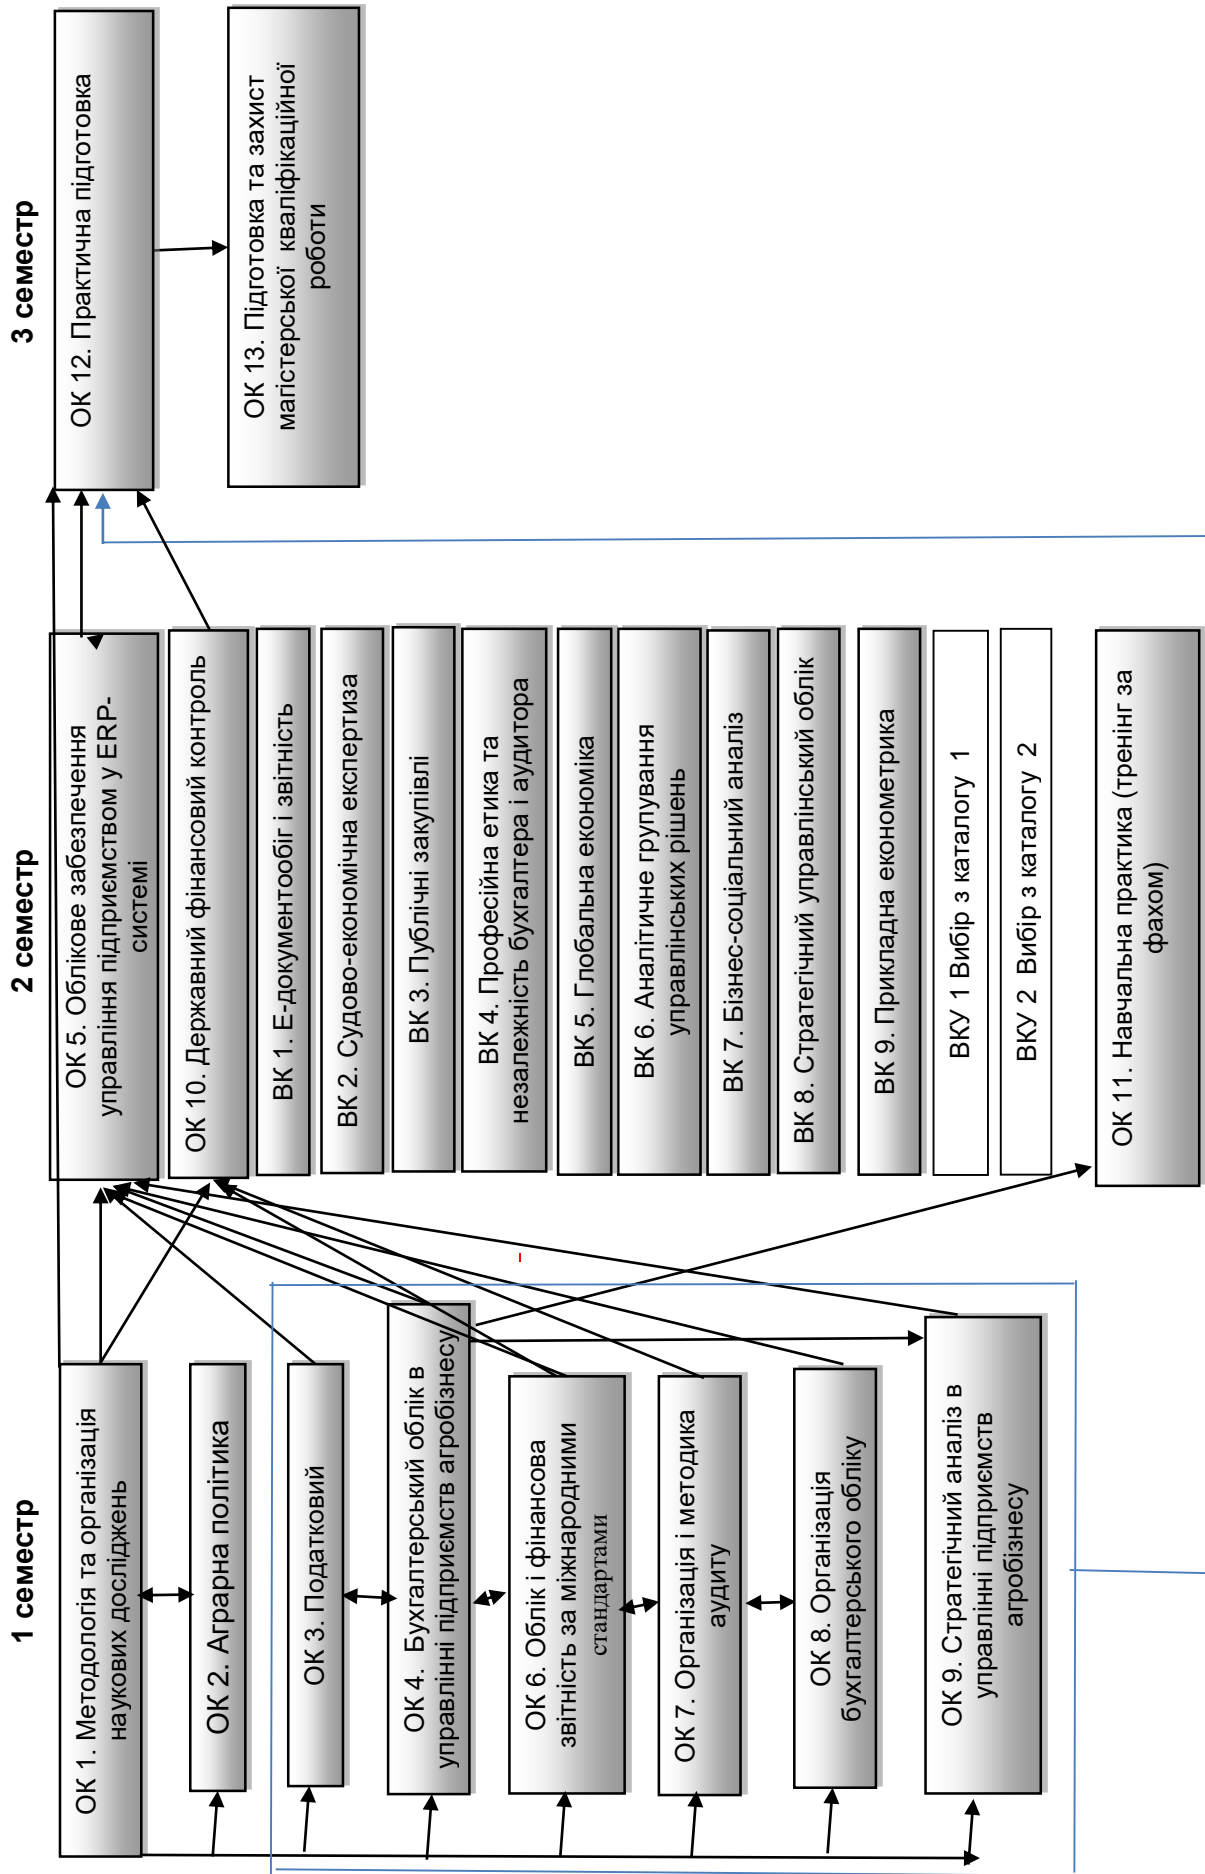 1 семестр
ОК 1. Методологія та організація
наукових досліджень
ОК 2. Аграрна політика
ОК 3. Податковий
ОК 4.  Бухгалтерський облік в
управлінні підприємств агробізнесу
ОК 6. Облік і фінансова
звітність за міжнародними
стандартами
ОК 7. Організація і методика
аудиту
ОК 8. Організація
бухгалтерського обліку
ОК 9. Стратегічний аналіз в
управлінні підприємств
агробізнесу
2 семестр
ОК 5. Облікове забезпечення
управління підприємством у ERP-
системі
ОК 10. Державний фінансовий контроль
ВК 1. Е-документообіг і звітність
ВК 2. Судово-економічна експертиза
ВК 3. Публічні закупівлі
ВК 4. Професійна етика та
незалежність бухгалтера і аудитора
ВК 5. Глобальна економіка
ВК 6. Аналітичне групування
управлінських рішень
ВК 7. Бізнес-соціальний аналіз
ВК 8. Стратегічний управлінський облік
ВК 9. Прикладна економетрика
ВКУ 1 Вибір з каталогу  1
ВКУ 2  Вибір з каталогу  2
ОК 11. Навчальна практика (тренінг за
фахом)
3 семестр
ОК 12. Практична підготовка
ОК 13. Підготовка та захист
магістерської  кваліфікаційної
роботи